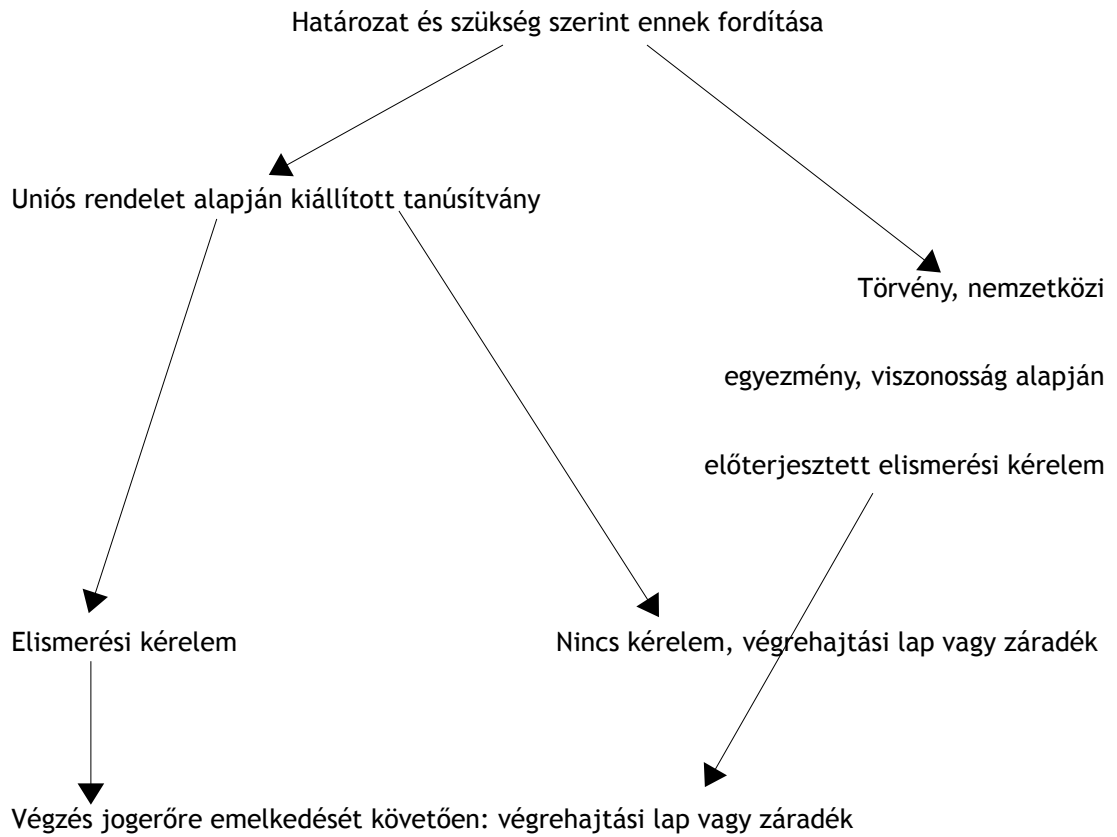 Határozat és szükség szerint ennek fordítása
Uniós rendelet alapján kiállított tanúsítvány
Törvény, nemzetközi
egyezmény, viszonosság alapján
előterjesztett elismerési kérelem
Elismerési kérelem
Nincs kérelem, végrehajtási lap vagy záradék
Végzés jogerőre emelkedését követően: végrehajtási lap vagy záradék